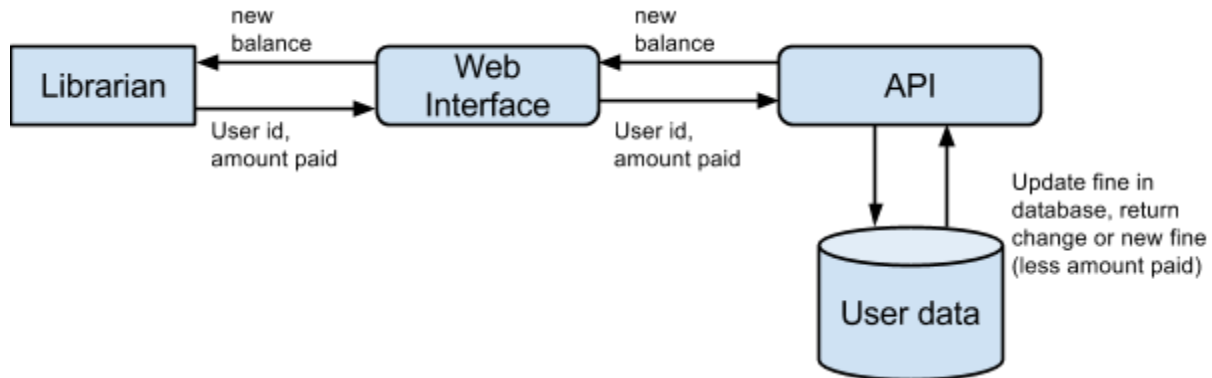 new
balance
new
balance
Librarian
Web
Interface
API
User id,
amount paid
User id,
amount paid
Update fine in
database, return
change or new fine
(less amount paid)
User data